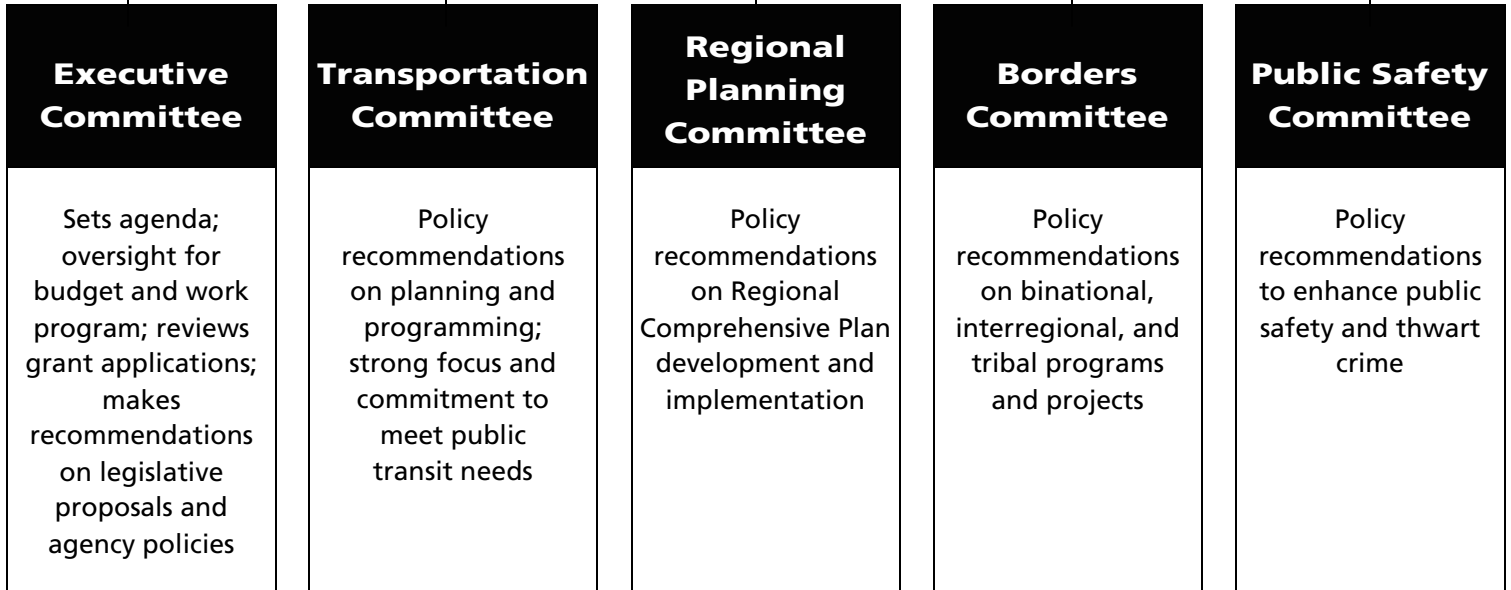 Executive
Committee
Sets agenda;
oversight for
budget and work
program; reviews
grant applications;
makes
recommendations
on legislative
proposals and
agency policies
Transportation
Committee
Policy
recommendations
on planning and
programming;
strong focus and
commitment to
meet public
transit needs
Regional
Planning
Committee
Policy
recommendations
on Regional
Comprehensive Plan
development and
implementation
Borders
Committee
Policy
recommendations
on binational,
interregional, and
tribal programs
and projects
Public Safety
Committee
Policy
recommendations
to enhance public
safety and thwart
crime